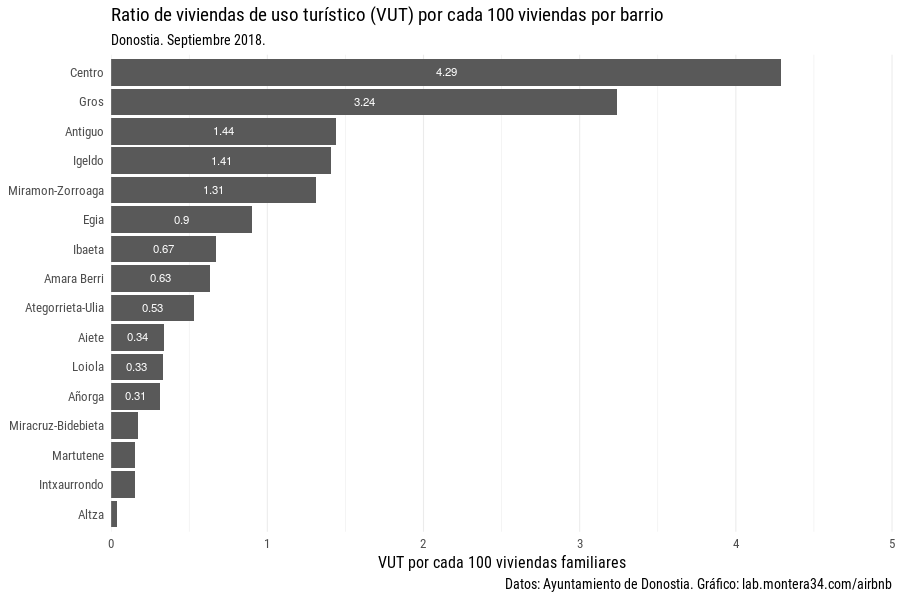 Ratio de viviendas de uso turístico (VUT) por cada 100 viviendas por barrio
Donostia. Septiembre 2018.
Centro 4.29
Gros 3.24
Antiguo 1.44
Igeldo 1.41
Miramon-Zorroaga 1.31
Egia 0.9
Ibaeta 0.67
Amara Berri 0.63
Ategorrieta-Ulia 0.53
Aiete 0.34
Loiola 0.33
Añorga 0.31
Miracruz-Bidebieta
Martutene
Intxaurrondo
Altza
0 1 2 3 4 5
VUT por cada 100 viviendas familiares
Datos: Ayuntamiento de Donostia. Gráfico: lab.montera34.com/airbnb